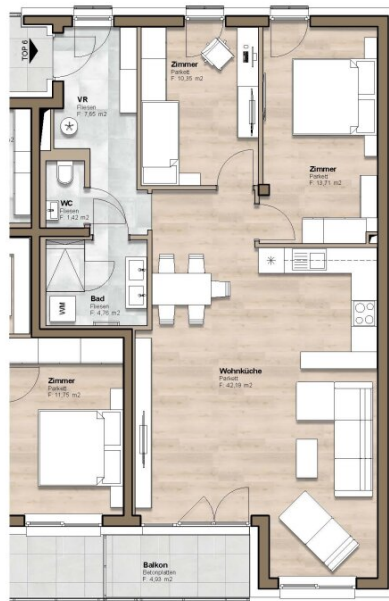 TOP 6
VR
Fliesen
F: 7,65 m2
Zimmer
Parkett
F: 10,35 m2
Zimmer
Parkett
F: 13,71 m2
WC
Fliesen
F: 1,42 m2
Bad
Fliesen
F: 4,76 m2
WM
Zimmer
Parkett
F: 11,75 m2
Wohnküche
Parkett
F: 42,19 m2
Balkon
Betonplatten
F: 4,93 m2